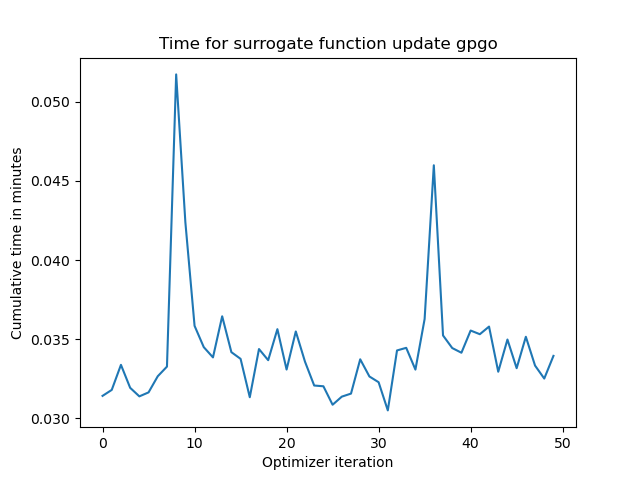 Time for surrogate function update gpgo
Cumulative time in minutes
0.050
0.045
0.040
0.035
0.030
0 10 20 30 40 50
Optimizer iteration